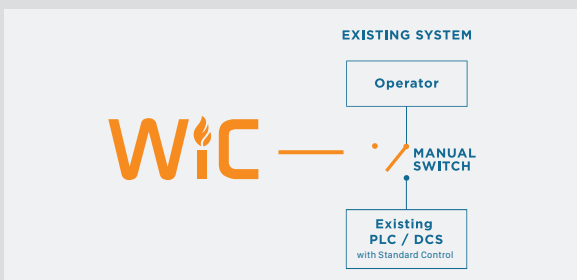 EXISTING SYSTEM
Operator
WiC
MANUAL
SWITCH
Existing
PLC / DCS
with Standard Control